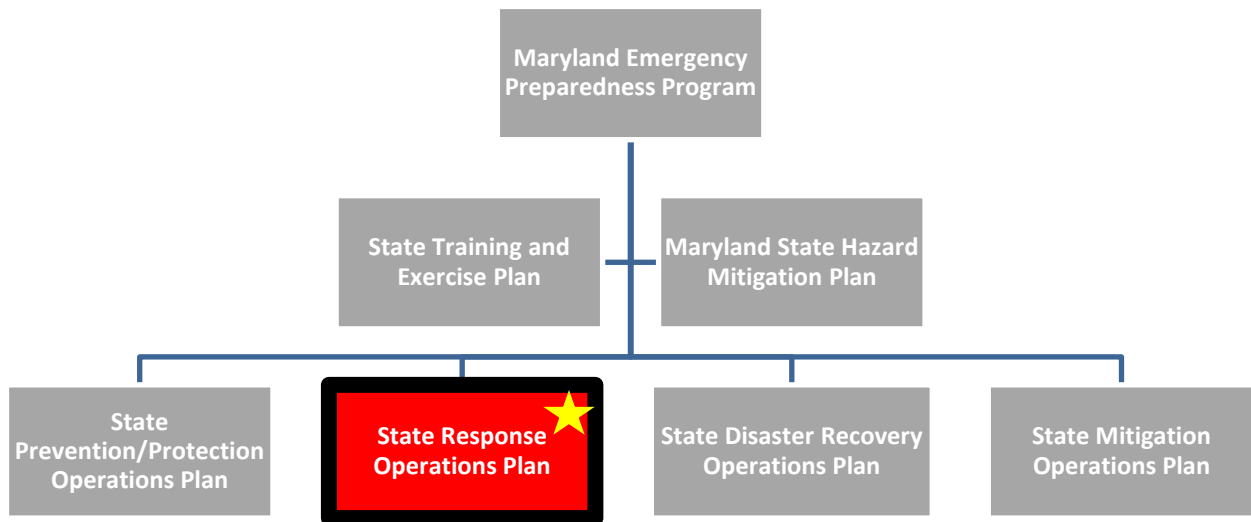 Maryland Emergency
Preparedness Program
State Training and
Exercise Plan
Maryland State Hazard
Mitigation Plan
State
Prevention/Protection
Operations Plan
State Response
Operations Plan
State Disaster Recovery
Operations Plan
State Mitigation
Operations Plan